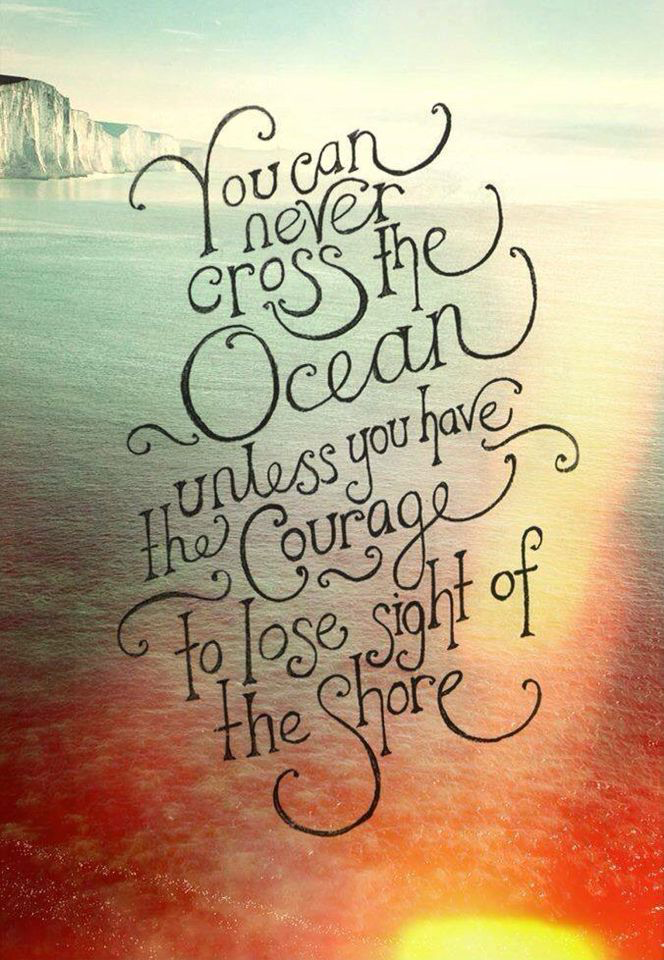 You can
never
cross the
Ocean
unless you have
the Courage
to lose sight of
the Shore